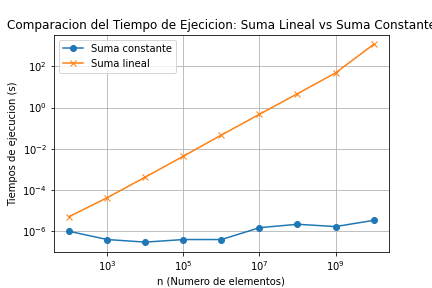 Comparacion del Tiempo de Ejecicion: Suma Lineal vs Suma Constante
Suma constante
Suma lineal
Tiempos de ejecucion (s)
10²
10⁰
10⁻²
10⁻⁴
10⁻⁶
10³
10⁵
10⁷
10⁹
n (Numero de elementos)